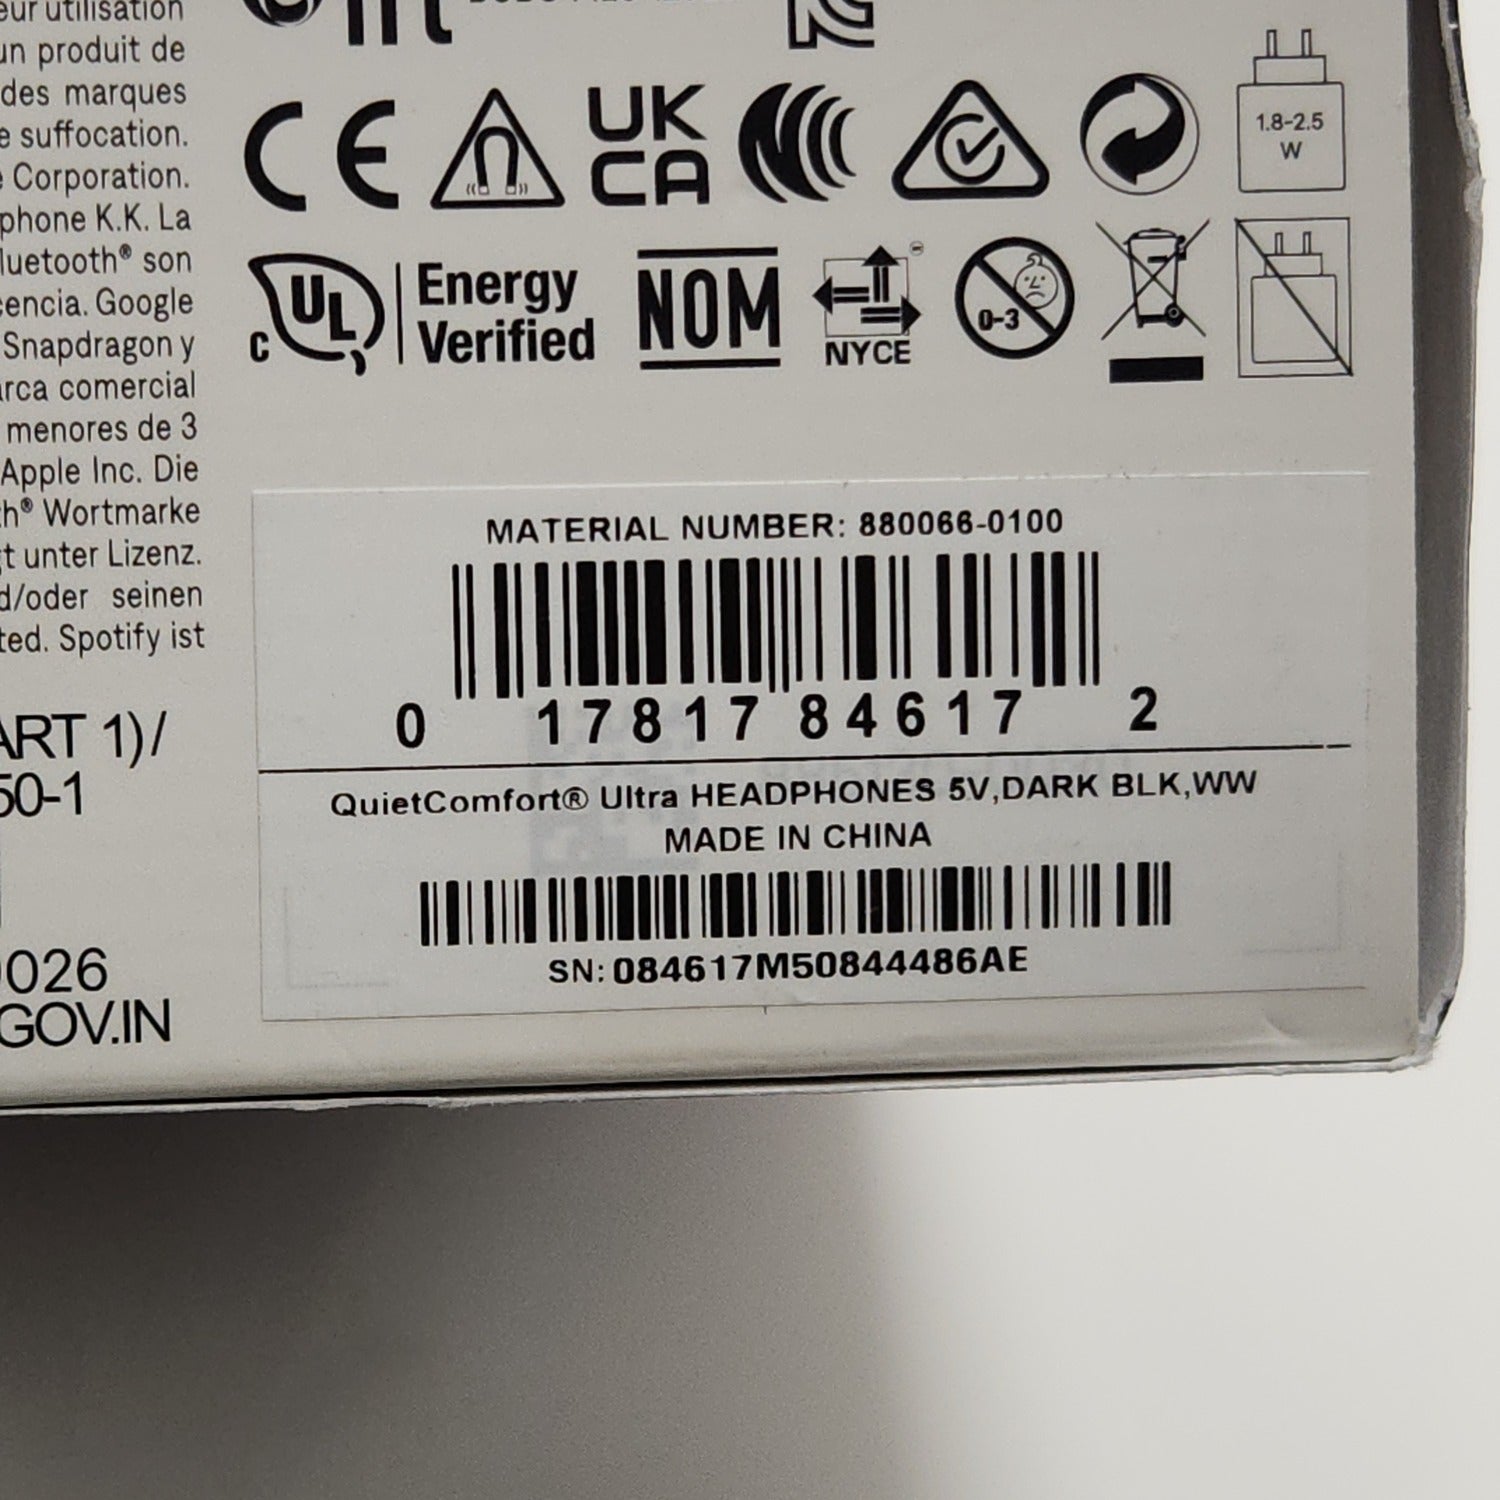 eur utilisation
un produit de
des marques
e suffocation.
e Corporation.
phone K.K. La
luetooth® son
cencia. Google
Snapdragon y
arca comercial
menores de 3
Apple Inc. Die
th® Wortmarke
gt unter Lizenz.
d/oder seinen
ted. Spotify ist
ART 1)/
50-1
0026
GOV.IN
CE
UK
CA
1.8-2.5
W
c UL Energy
Verified
NOM
NYCE
0-3
MATERIAL NUMBER: 880066-0100
0 17817 84617 2
QuietComfort® Ultra HEADPHONES 5V,DARK BLK,WW
MADE IN CHINA
SN: 084617M50844486AE